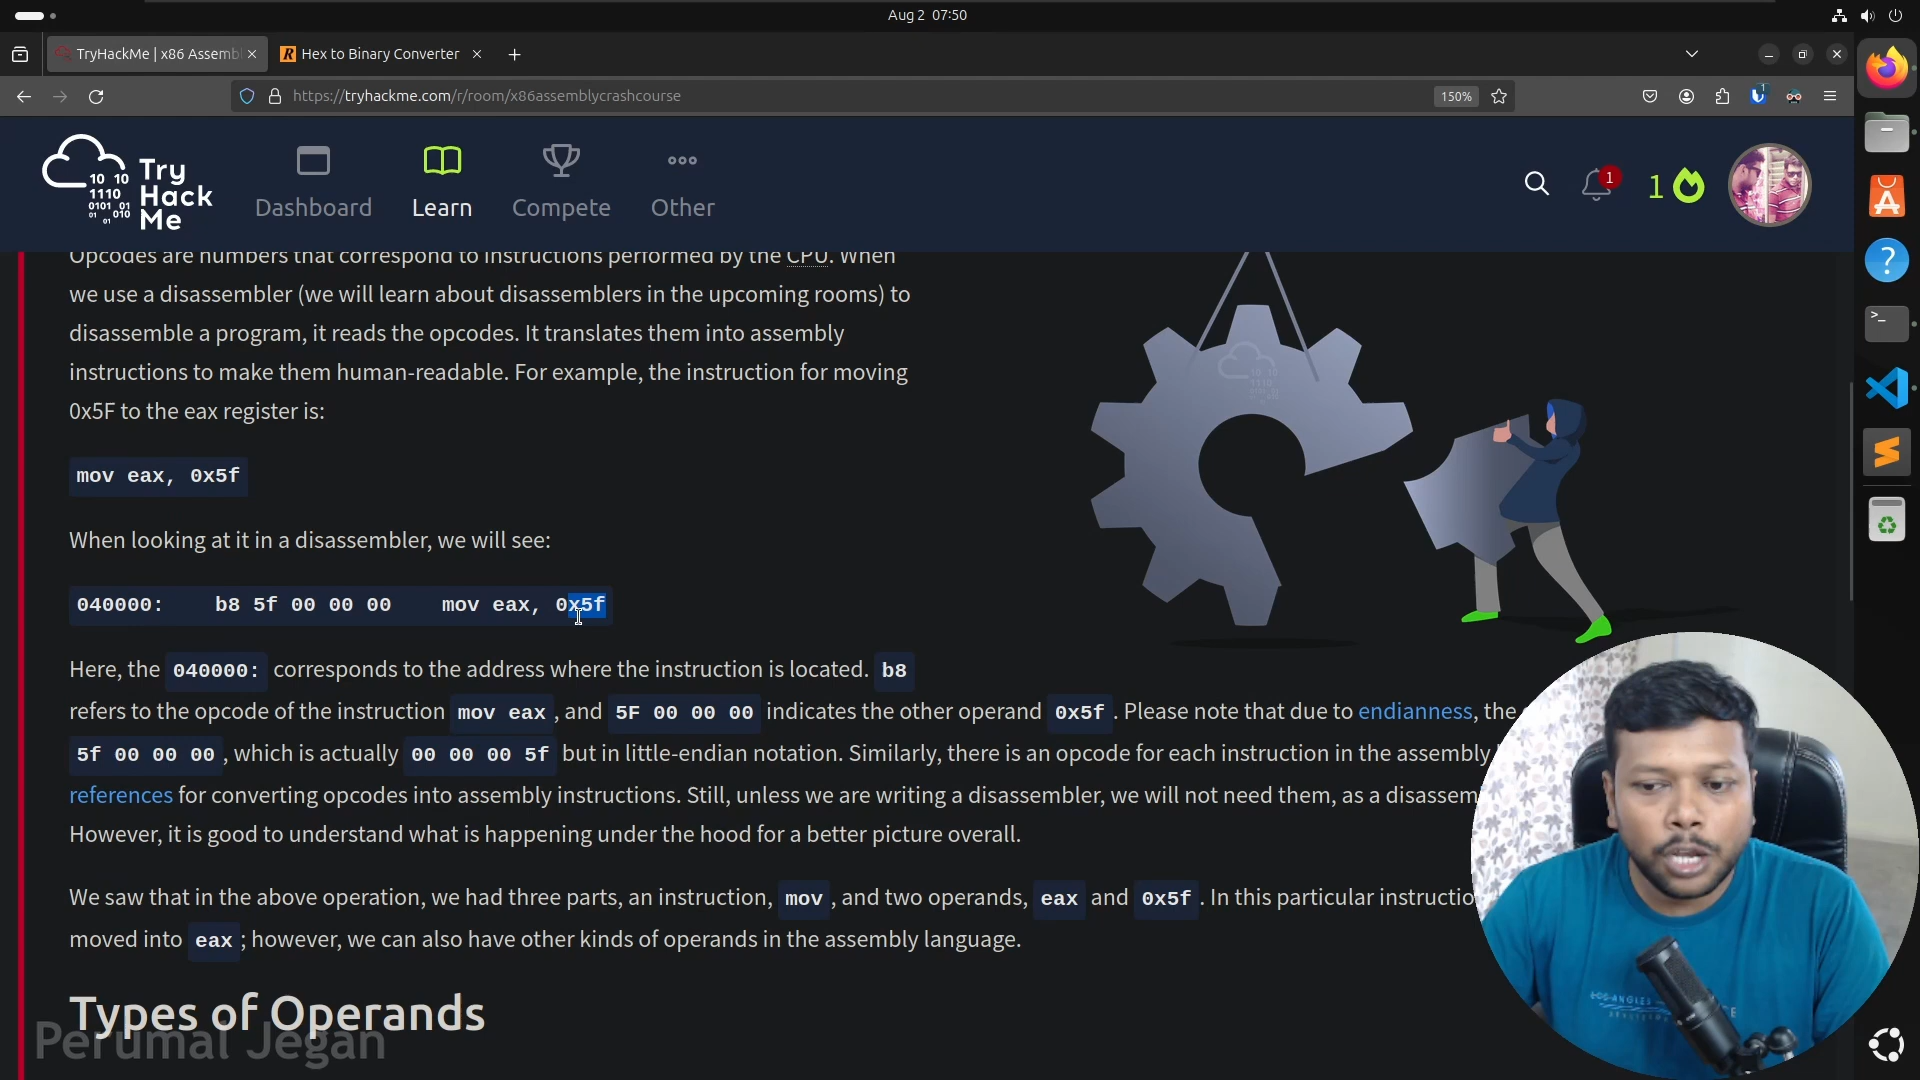 Aug 2 07:50
TryHackMe | x86 Assembl
Hex to Binary Converter
https://tryhackme.com/r/room/x86assemblycrashcourse
150%
1
10 10
1110
0101 01
01 010
Try
Hack
Me
Dashboard
Learn
Compete
Other
1
1
Opcodes are numbers that correspond to instructions performed by the CPU. When
we use a disassembler (we will learn about disassemblers in the upcoming rooms) to
disassemble a program, it reads the opcodes. It translates them into assembly
instructions to make them human-readable. For example, the instruction for moving
0x5F to the eax register is:
mov eax, 0x5f
When looking at it in a disassembler, we will see:
040000: b8 5f 00 00 00 mov eax, 0x5f
Here, the 040000: corresponds to the address where the instruction is located. b8
refers to the opcode of the instruction mov eax , and 5F 00 00 00 indicates the other operand 0x5f . Please note that due to endianness, the
5f 00 00 00 , which is actually 00 00 00 5f but in little-endian notation. Similarly, there is an opcode for each instruction in the assembly
references for converting opcodes into assembly instructions. Still, unless we are writing a disassembler, we will not need them, as a disassem
However, it is good to understand what is happening under the hood for a better picture overall.
We saw that in the above operation, we had three parts, an instruction, mov , and two operands, eax and 0x5f . In this particular instructio
moved into eax ; however, we can also have other kinds of operands in the assembly language.
Types of Operands
Perumal Jegan